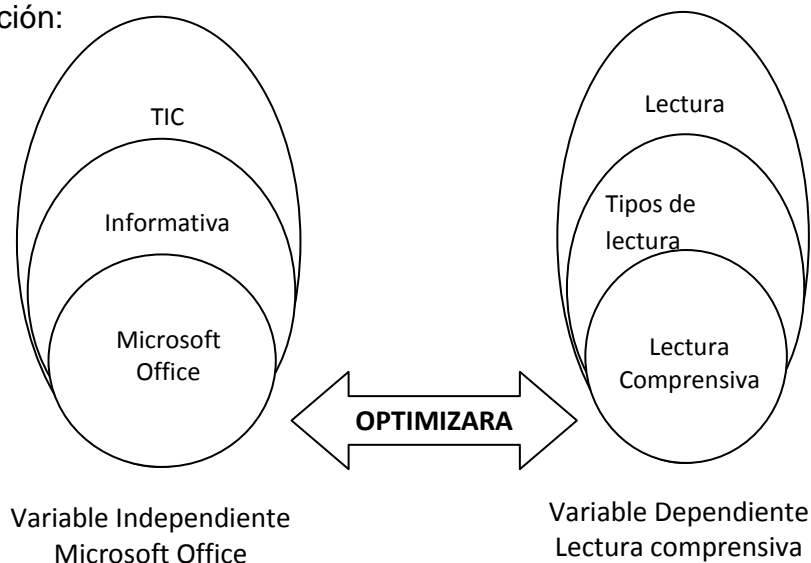 ción:
TIC
Informativa
Microsoft
Office
Lectura
Tipos de
lectura
Lectura
Comprensiva
OPTIMIZARA
Variable Independiente
Microsoft Office
Variable Dependiente
Lectura comprensiva